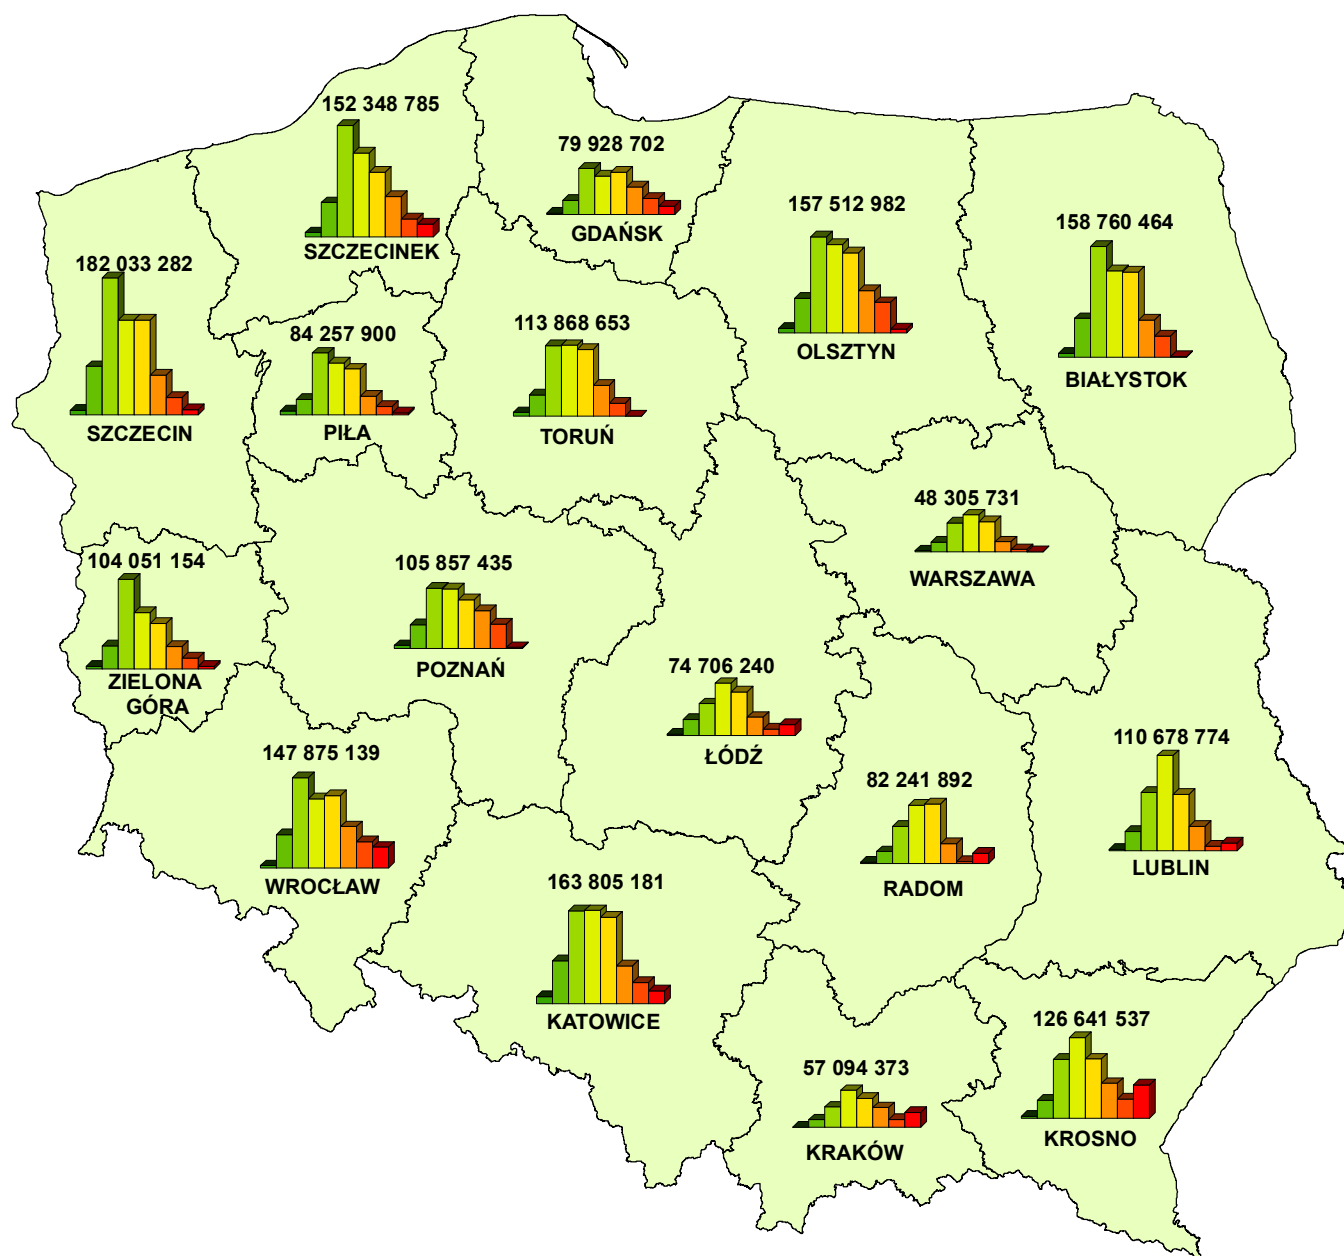 152 348 785
SZCZECINEK
79 928 702
GDAŃSK
157 512 982
OLSZTYN
158 760 464
BIAŁYSTOK
182 033 282
SZCZECIN
84 257 900
PIŁA
113 868 653
TORUŃ
48 305 731
WARSZAWA
104 051 154
ZIELONA
GÓRA
105 857 435
POZNAŃ
74 706 240
ŁÓDŹ
82 241 892
RADOM
110 678 774
LUBLIN
147 875 139
WROCŁAW
163 805 181
KATOWICE
57 094 373
KRAKÓW
126 641 537
KROSNO